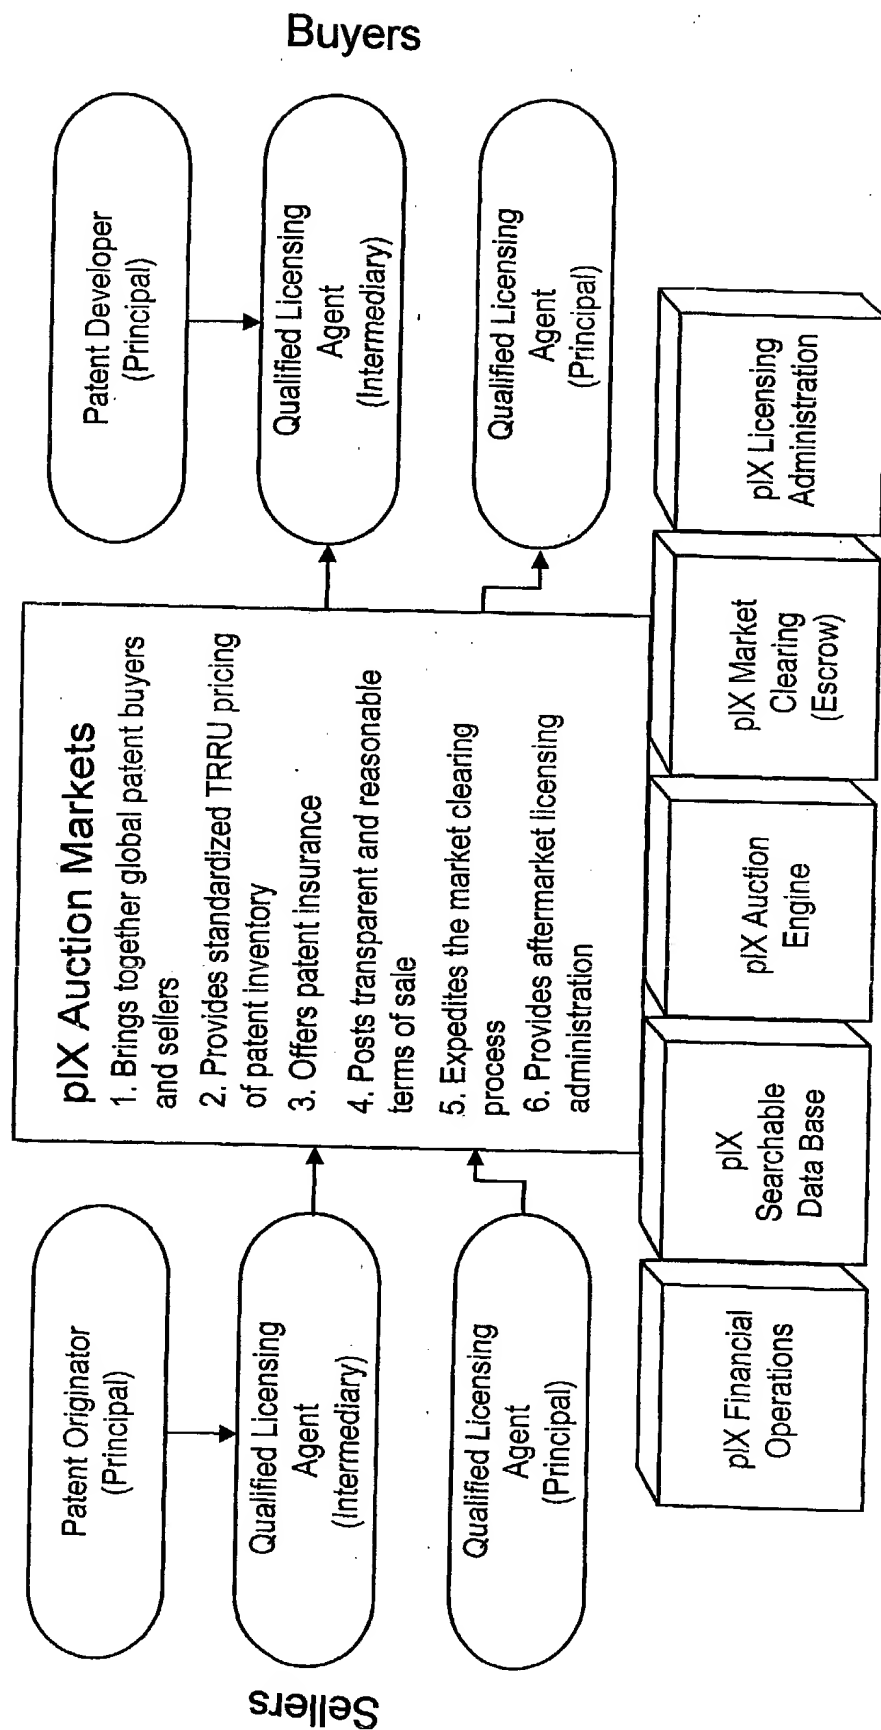 Sellers
Patent Originator
(Principal)
Qualified Licensing
Agent
(Intermediary)
Qualified Licensing
Agent
(Principal)
pIX Auction Markets
1. Brings together global patent buyers
and sellers
2. Provides standardized TRRU pricing
of patent inventory
3. Offers patent insurance
4. Posts transparent and reasonable
terms of sale
5. Expedites the market clearing
process
6. Provides aftermarket licensing
administration
Buyers
Patent Developer
(Principal)
Qualified Licensing
Agent
(Intermediary)
Qualified Licensing
Agent
(Principal)
pIX Financial
Operations
pIX
Searchable
Data Base
pIX Auction
Engine
pIX Market
Clearing
(Escrow)
pIX Licensing
Administration